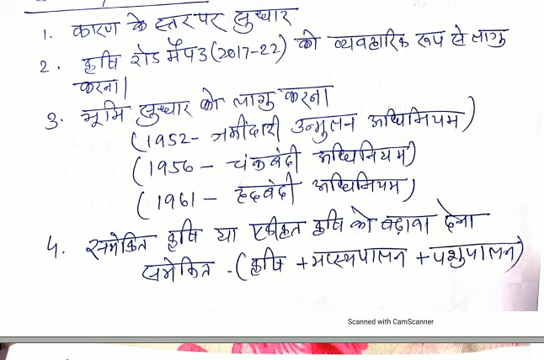 1. कारण के स्तर पर सुधार
2. कृषि रोड मैप 3 (2017-22) को व्यवहारिक रूप से लागु
करना।
3. भूमि सुधार को लागु करना
(1952 - जमींदारी उन्मुलन अधिनियम)
(1956 - चकबंदी अधिनियम)
(1961 - हदबंदी अधिनियम)
4. समेकित कृषि या एकीकृत कृषि को बढ़ावा देना
समेकित - (कृषि + मत्स्यपालन + पशुपालन)
Scanned with CamScanner